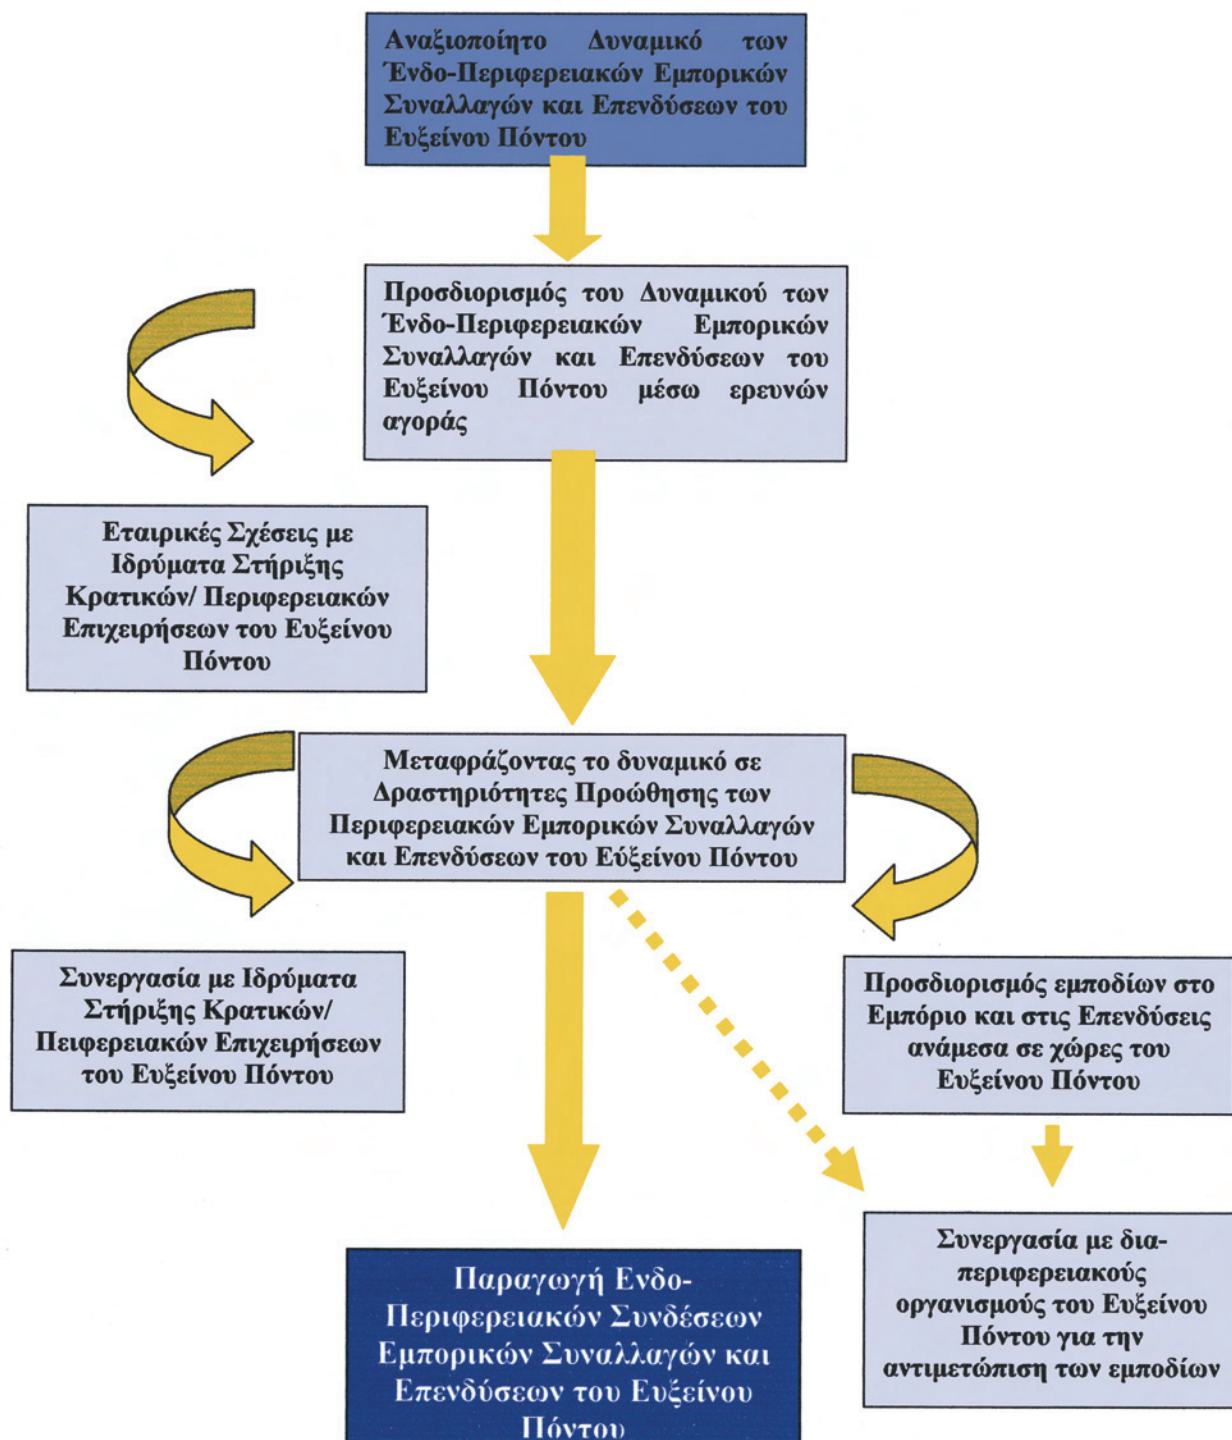 Αναξιοποίητο Δυναμικό των
Ένδο-Περιφερειακών Εμπορικών
Συναλλαγών και Επενδύσεων του
Ευξείνου Πόντου
Προσδιορισμός του Δυναμικού των
Ένδο-Περιφερειακών Εμπορικών
Συναλλαγών και Επενδύσεων του
Ευξείνου Πόντου μέσω ερευνών
αγοράς
Εταιρικές Σχέσεις με
Ιδρύματα Στήριξης
Κρατικών/ Περιφερειακών
Επιχειρήσεων του Ευξείνου
Πόντου
Μεταφράζοντας το δυναμικό σε
Δραστηριότητες Προώθησης των
Περιφερειακών Εμπορικών Συναλλαγών
και Επενδύσεων του Εύξείνου Πόντου
Συνεργασία με Ιδρύματα
Στήριξης Κρατικών/
Πειφερειακών Επιχειρήσεων
του Ευξείνου Πόντου
Προσδιορισμός εμποδίων στο
Εμπόριο και στις Επενδύσεις
ανάμεσα σε χώρες του
Ευξείνου Πόντου
Συνεργασία με δια-
περιφερειακούς
οργανισμούς του Ευξείνου
Πόντου για την
αντιμετώπιση των εμποδίων
Παραγωγή Ενδο-
Περιφερειακών Συνδέσεων
Εμπορικών Συναλλαγών και
Επενδύσεων του Ευξείνου
Πόντου